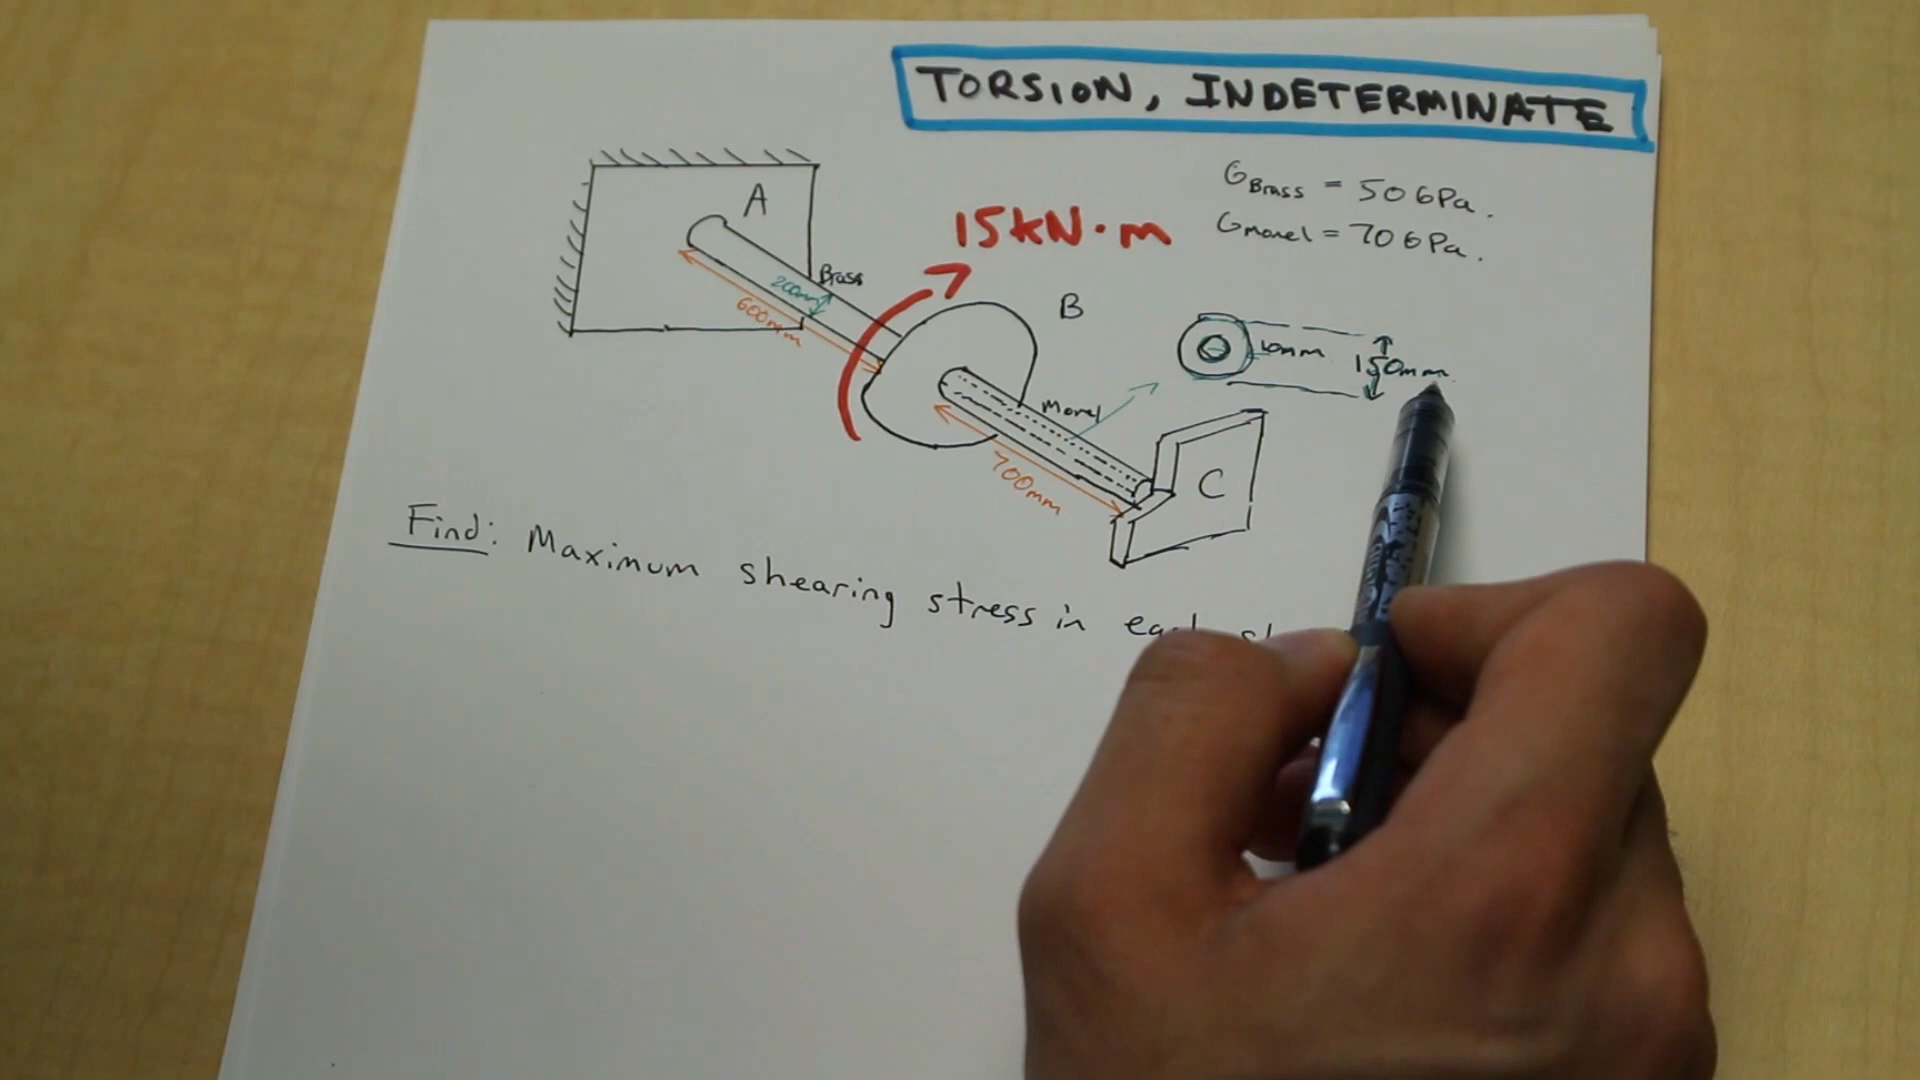 TORSION, INDETERMINATE
G Brass = 50 GPa.
G monel = 70 GPa.
A
15kN·m
Brass
200mm
600mm
B
150mm
Monel
700mm
C
Find: Maximum shearing stress in